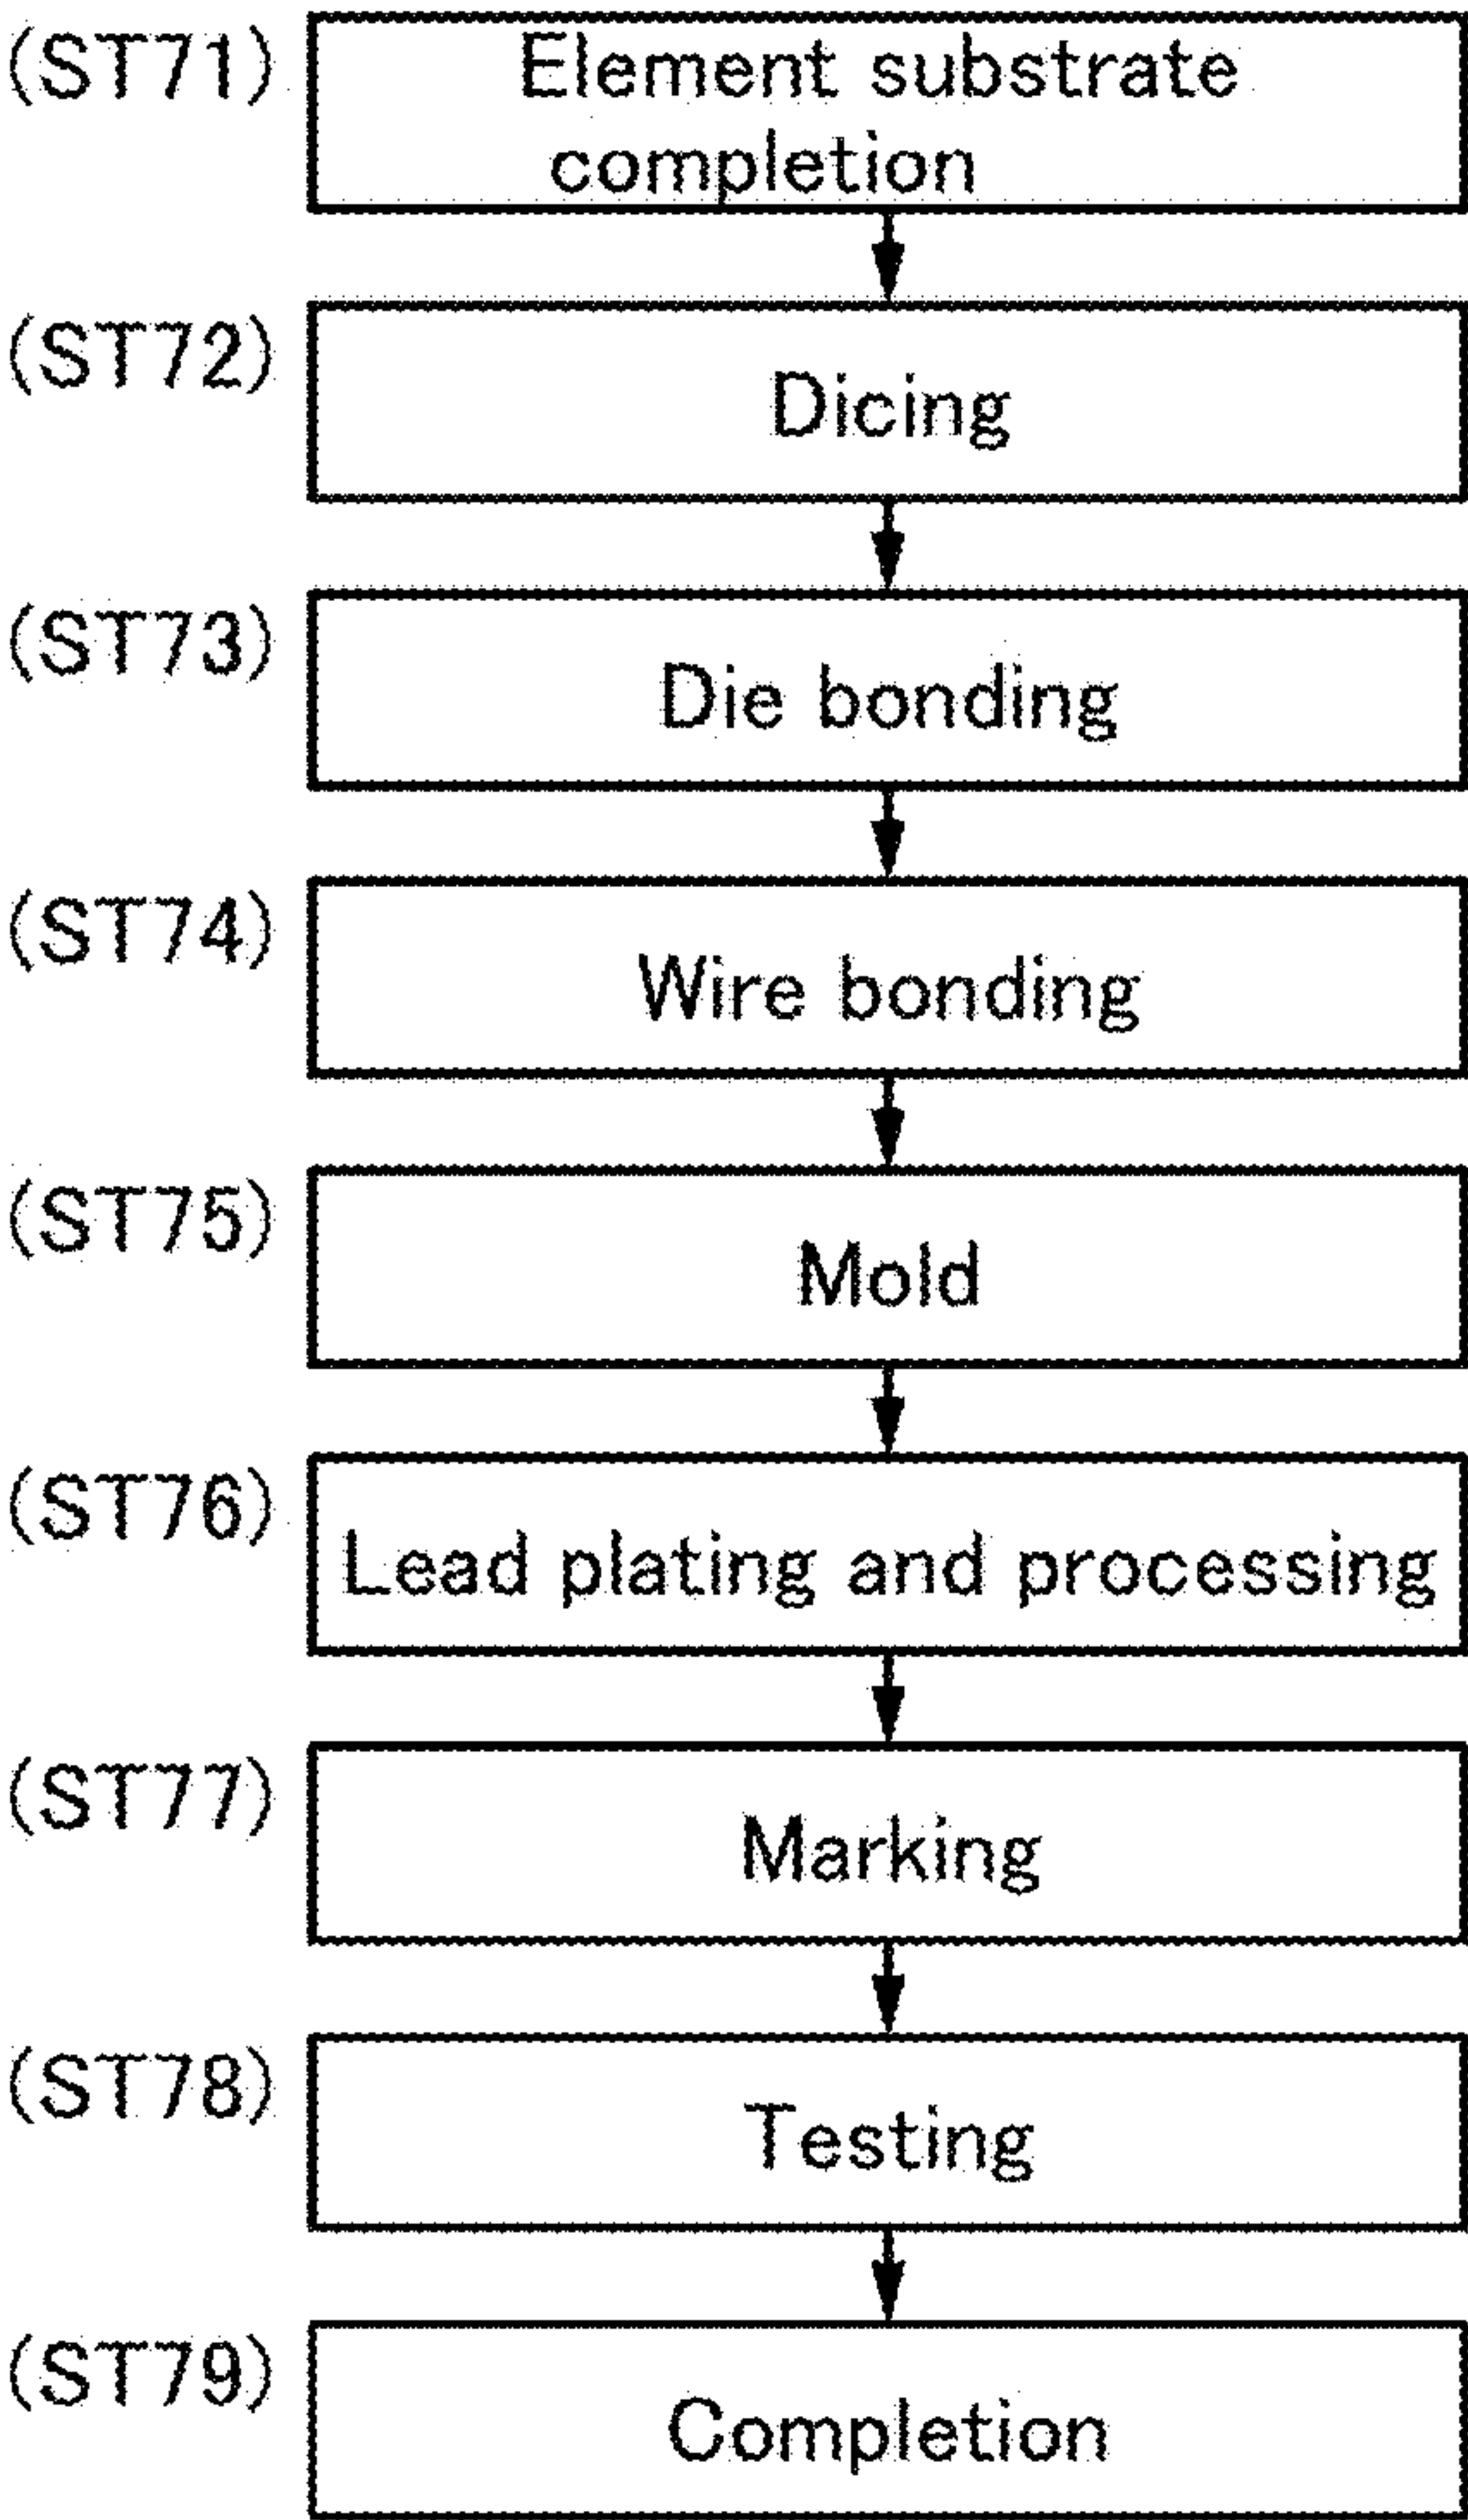 (ST71)
Element substrate
completion
(ST72)
Dicing
(ST73)
Die bonding
(ST74)
Wire bonding
(ST75)
Mold
(ST76)
Lead plating and processing
(ST77)
Marking
(ST78)
Testing
(ST79)
Completion